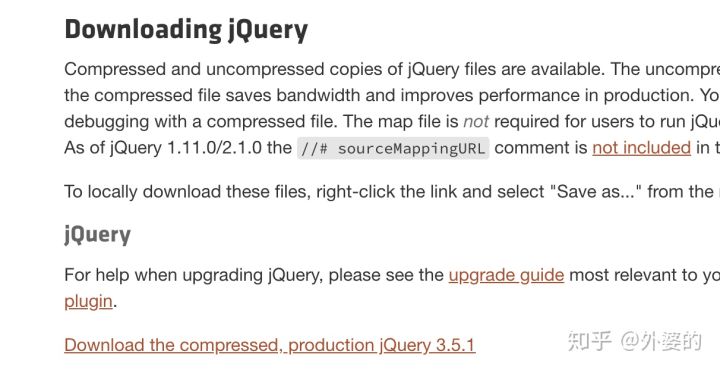 Downloading jQuery
Compressed and uncompressed copies of jQuery files are available. The
the compressed file saves bandwidth and improves performance in production.
debugging with a compressed file. The map file is not required for users to run
As of jQuery 1.11.0/2.1.0 the //# sourceMappingURL comment is not included in
To locally download these files, right-click the link and select "Save as..." from the
jQuery
For help when upgrading jQuery, please see the upgrade guide most relevant to
plugin.
Download the compressed, production jQuery 3.5.1
知乎 @外婆的